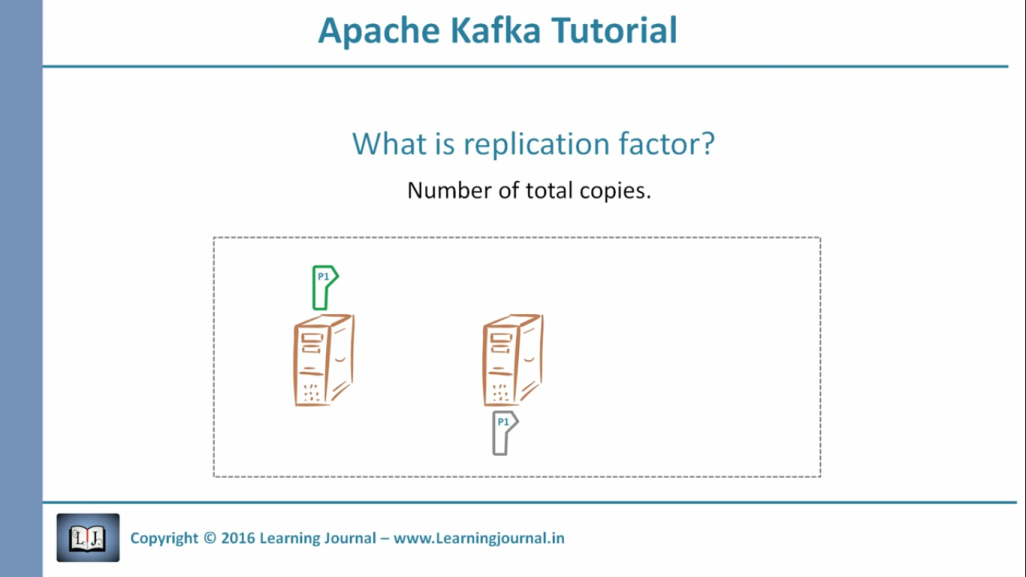 Apache Kafka Tutorial
What is replication factor?
Number of total copies.
P1
P1
LJ
Copyright © 2016 Learning Journal – www.Learningjournal.in